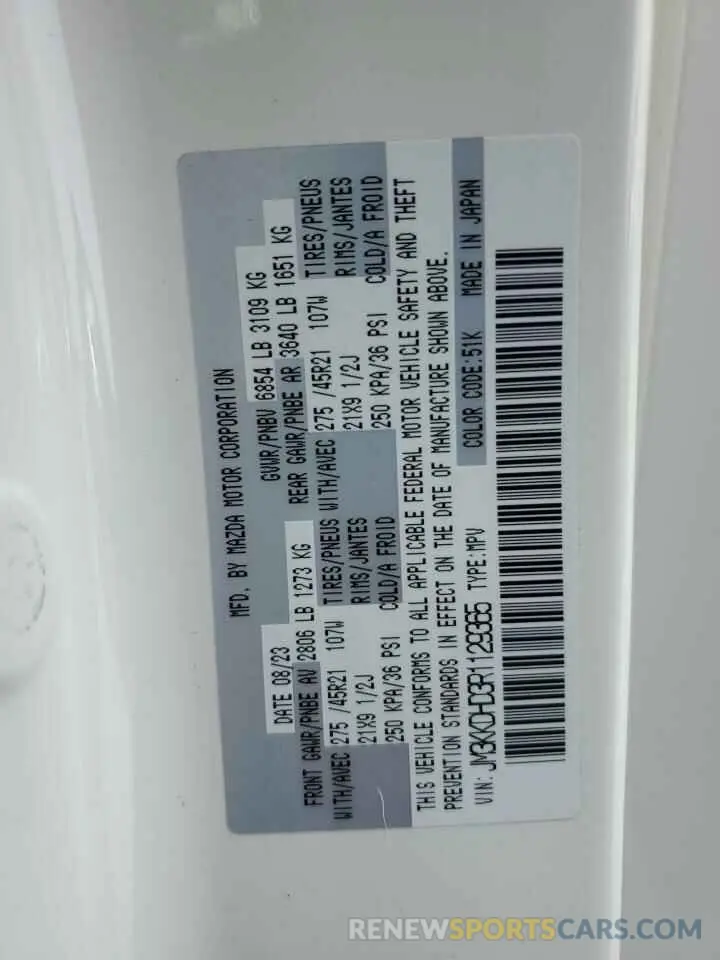 MFD. BY MAZDA MOTOR CORPORATION
DATE 08/23 GVWR/PNBV 6854 LB 3109 KG
FRONT GAWR/PNBE AV 2806 LB 1273 KG REAR GAWR/PNBE AR 3640 LB 1651 KG
WITH/AVEC 275 /45R21 107W TIRES/PNEUS WITH/AVEC 275 /45R21 107W TIRES/PNEUS
21X9 1/2J RIMS/JANTES 21X9 1/2J RIMS/JANTES
250 KPA/36 PSI COLD/A FROID 250 KPA/36 PSI COLD/A FROID
THIS VEHICLE CONFORMS TO ALL APPLICABLE FEDERAL MOTOR VEHICLE SAFETY AND THEFT
PREVENTION STANDARDS IN EFFECT ON THE DATE OF MANUFACTURE SHOWN ABOVE.
VIN: JM3KKDHD3R1129365 TYPE:MPV COLOR CODE:51K MADE IN JAPAN
RENEWSPORTSCARS.COM